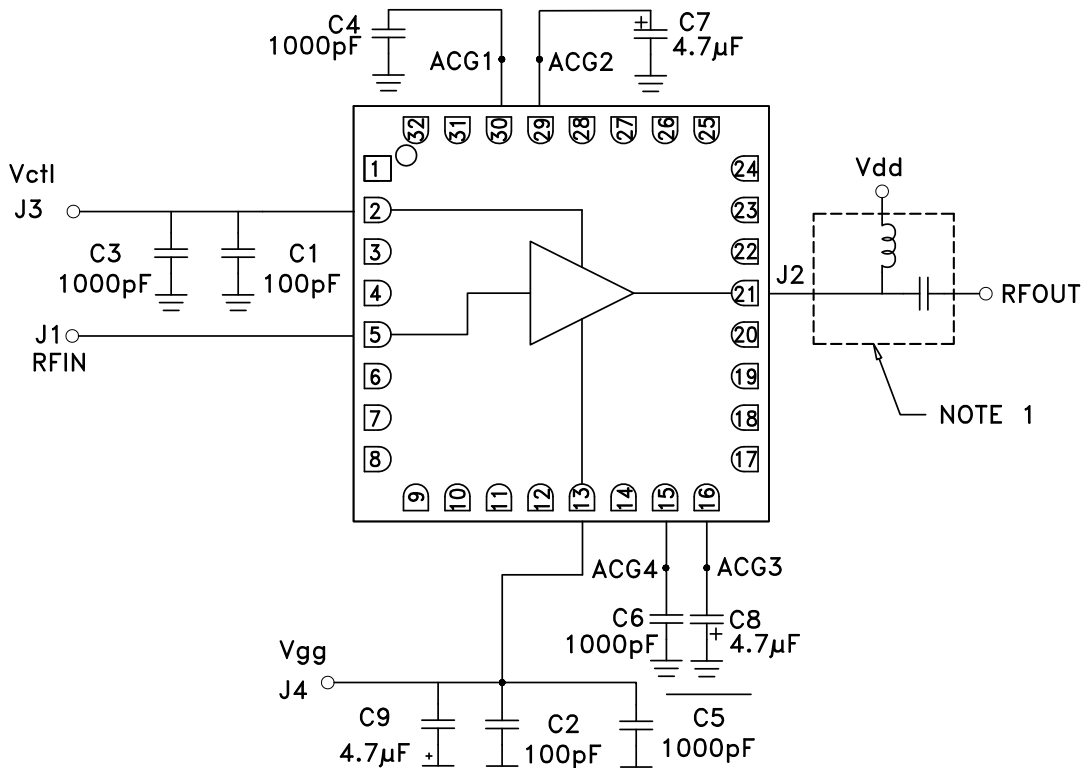 C4
1000pF
ACG1
ACG2
+
C7
4.7µF
32
31
30
29
28
27
26
25
Vctl
J3
C3
1000pF
C1
100pF
J1
RFIN
1
2
3
4
5
6
7
8
24
23
22
21
20
19
18
17
9
10
11
12
13
14
15
16
Vdd
J2
RFOUT
NOTE 1
ACG4
ACG3
C6
1000pF
C8
+
4.7µF
Vgg
J4
C9
4.7µF
+
C2
100pF
C5
1000pF